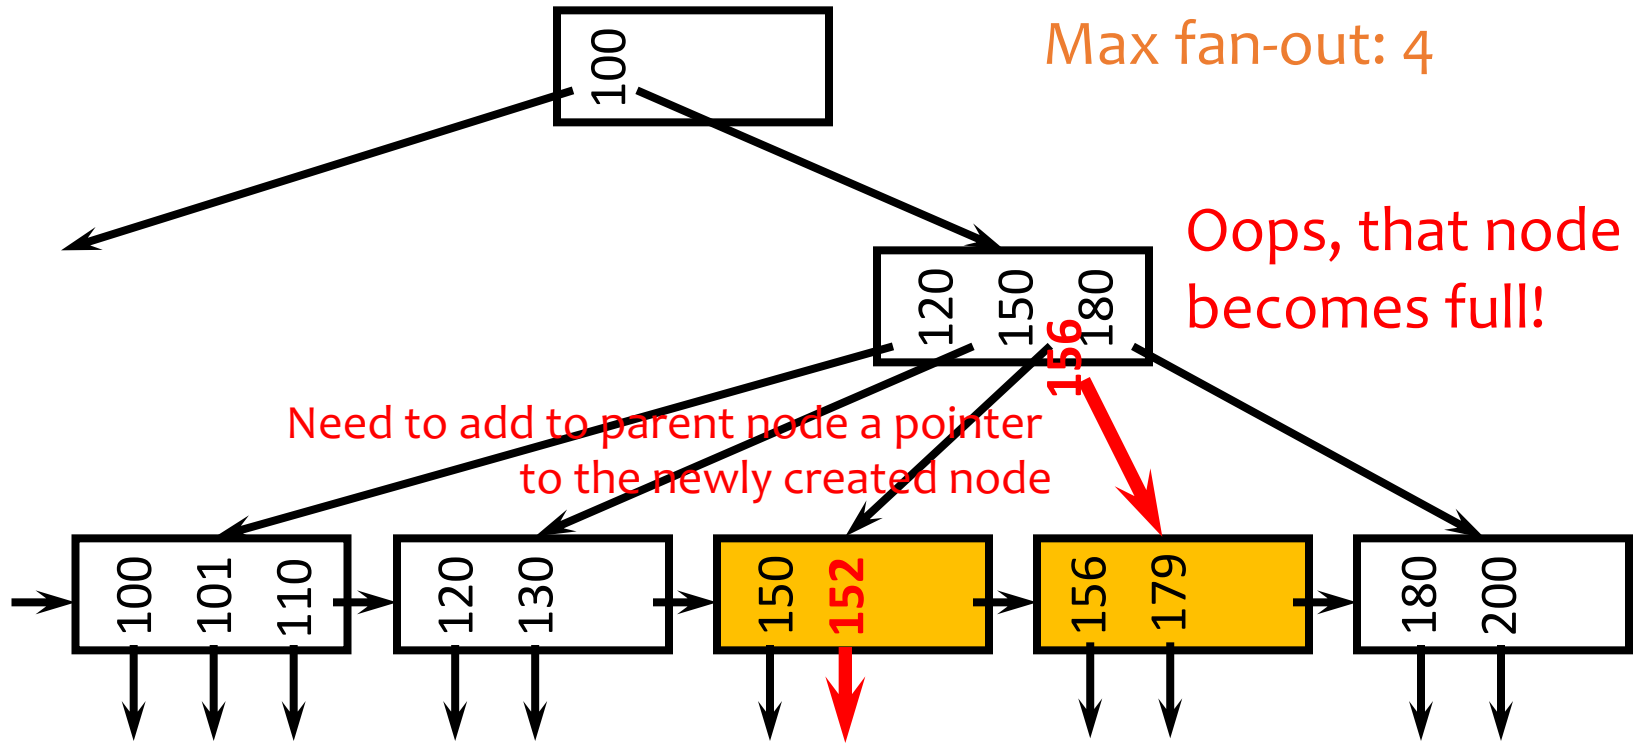 100
Max fan-out: 4
Oops, that node
becomes full!
120 150 156 180
Need to add to parent node a pointer
to the newly created node
100 101 110
120 130
150 152
156 179
180 200